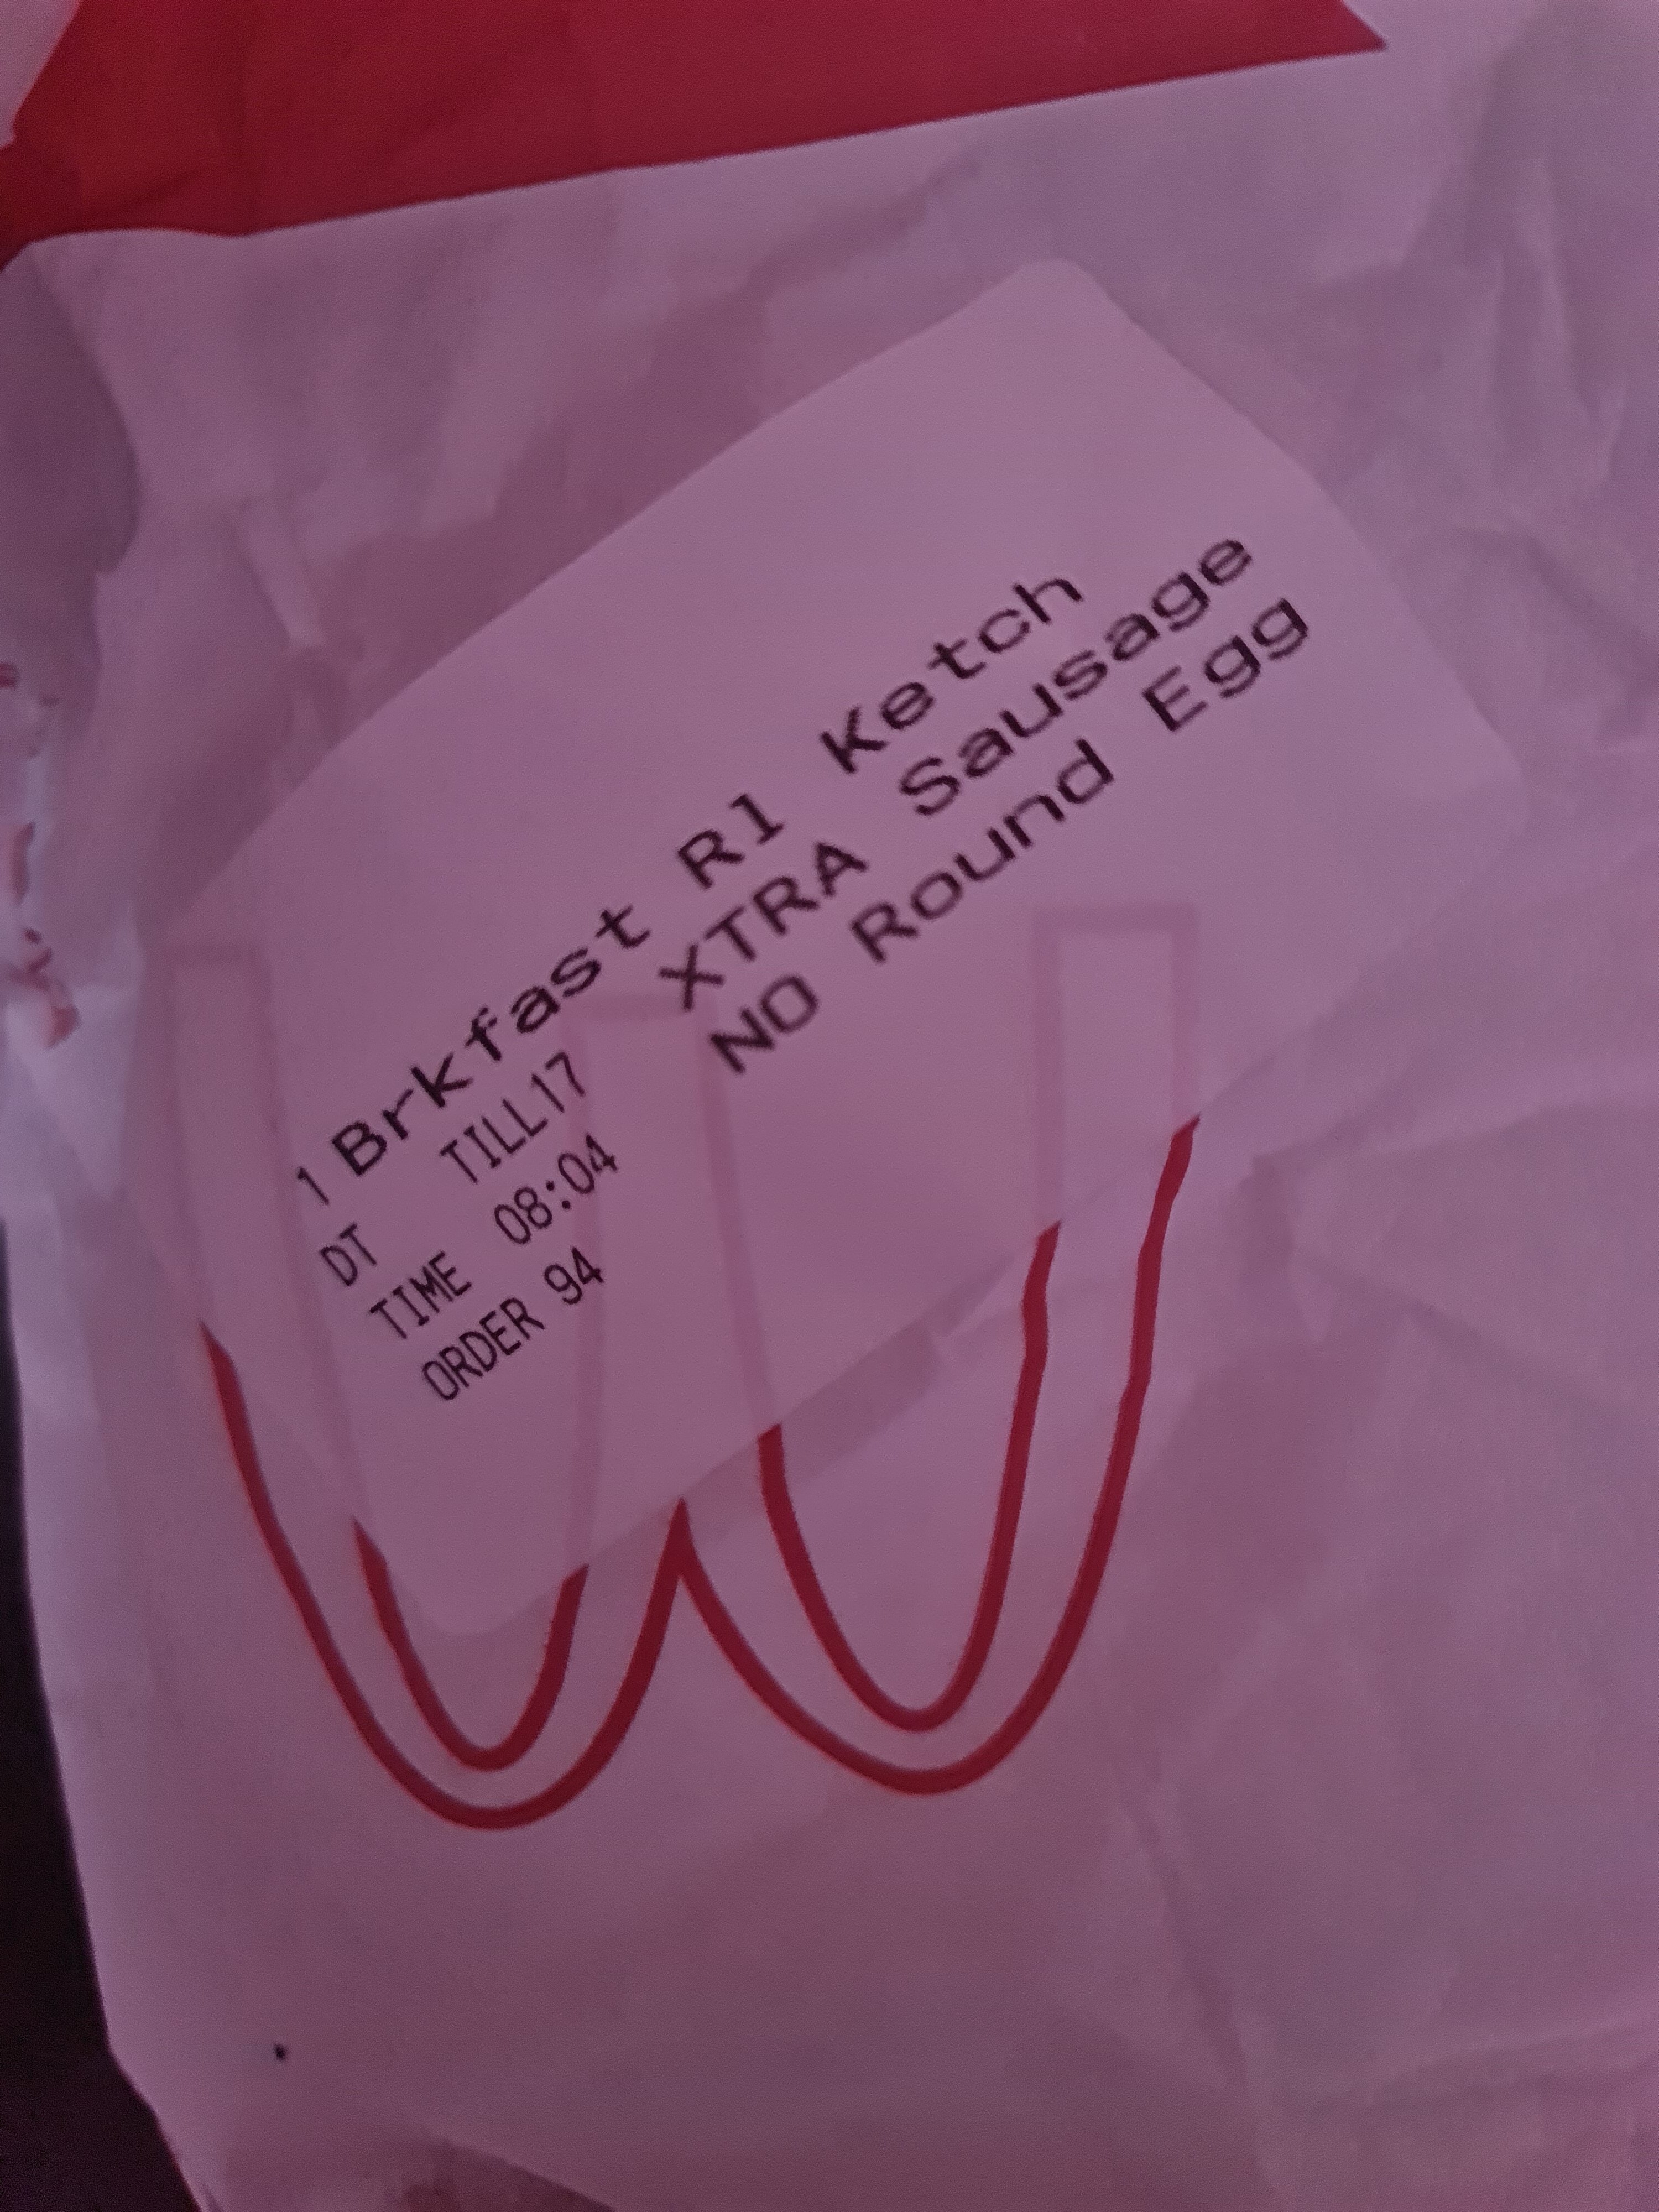 1 Brkfast Rl Ketch
XTRA Sausage
NO Round Egg
DT TILL17
TIME 08:04
ORDER 94